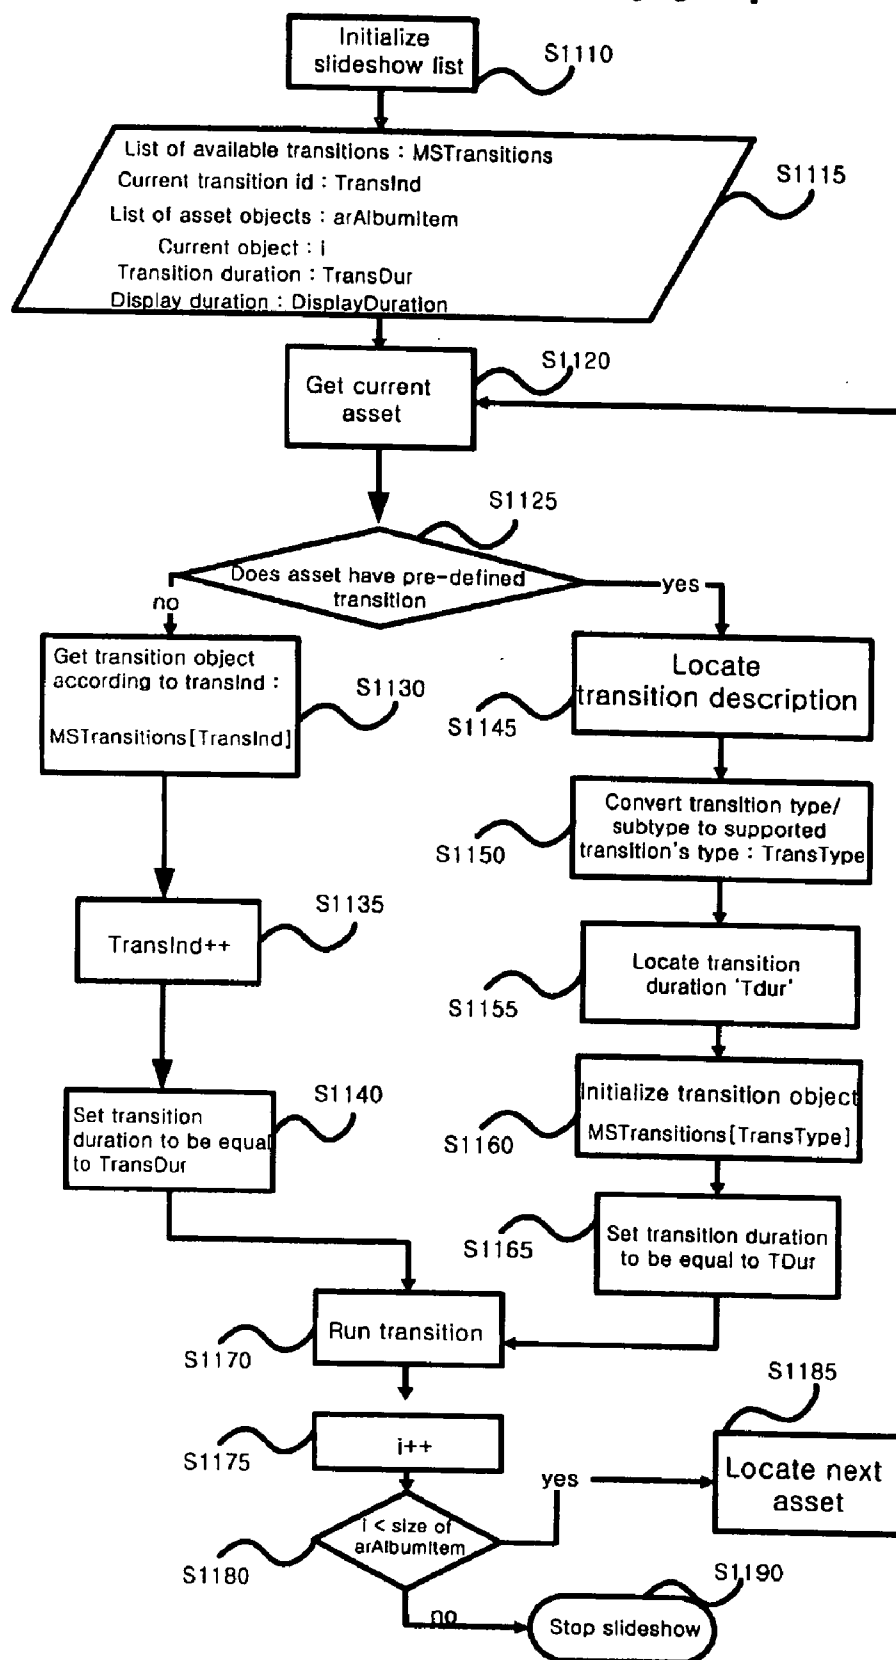 Initialize
slideshow list
S1110
List of available transitions : MSTransitions
Current transition id : TransInd
List of asset objects : arAlbumItem
Current object : i
Transition duration : TransDur
Display duration : DisplayDuration
S1115
Get current
asset
S1120
S1125
Does asset have pre-defined
transition
no
yes
Get transition object
according to transInd :
MSTransitions[TransInd]
S1130
Locate
transition description
S1145
Convert transition type/
subtype to supported
transition's type : TransType
S1150
TransInd++
S1135
Locate transition
duration 'Tdur'
S1155
Set transition
duration to be equal
to TransDur
S1140
Initialize transition object
MSTransitions[TransType]
S1160
Set transition duration
to be equal to TDur
S1165
Run transition
S1170
i++
S1175
i < size of
arAlbumItem
S1180
yes
Locate next
asset
S1185
no
Stop slideshow
S1190